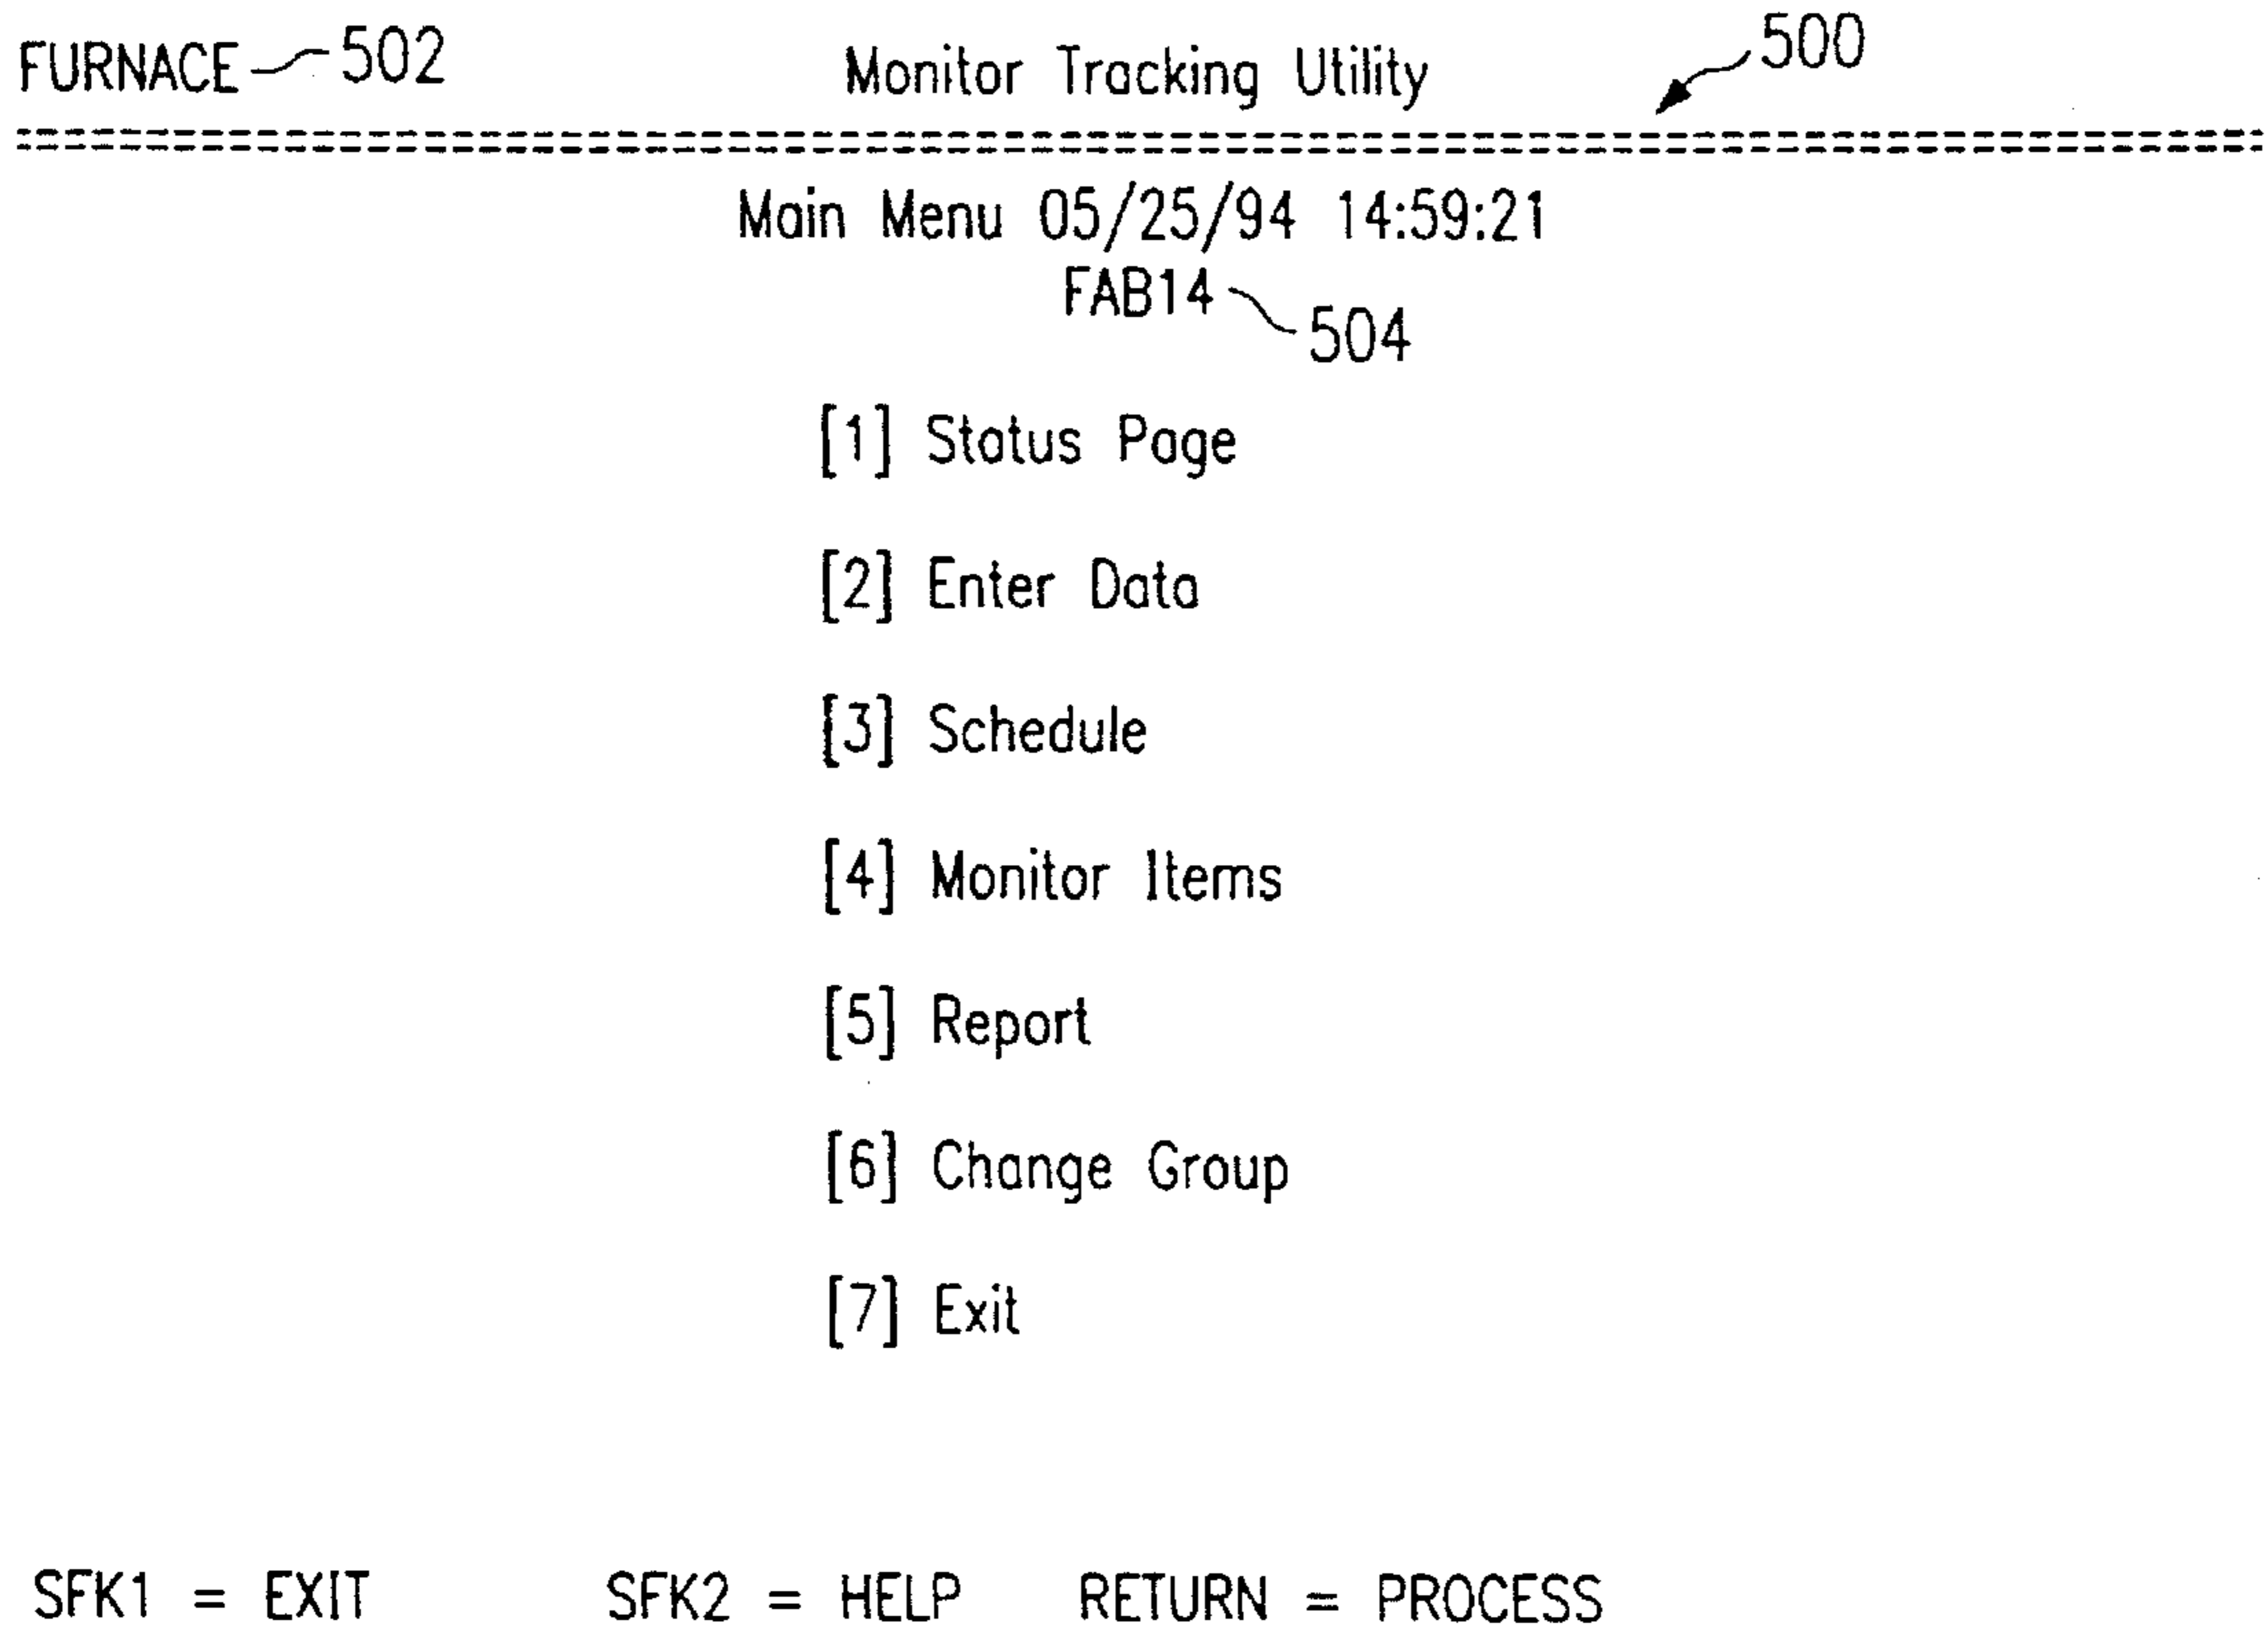 FURNACE 502 Monitor Tracking Utility 500
================================================================================
Main Menu 05/25/94 14:59:21
FAB14 504
[1] Status Page
[2] Enter Data
[3] Schedule
[4] Monitor Items
[5] Report
[6] Change Group
[7] Exit
SFK1 = EXIT SFK2 = HELP RETURN = PROCESS